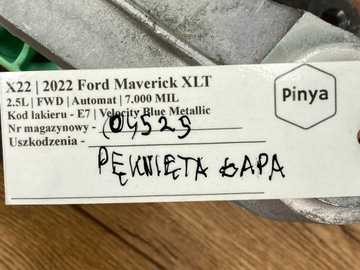 X22 | 2022 Ford Maverick XLT
2.5L | FWD | Automat | 7.000 MIL
Kod lakieru - E7 | Velocity Blue Metallic
Nr magazynowy - 04525
Uszkodzenia -
PĘKNIĘTA ŁAPA
Pinya